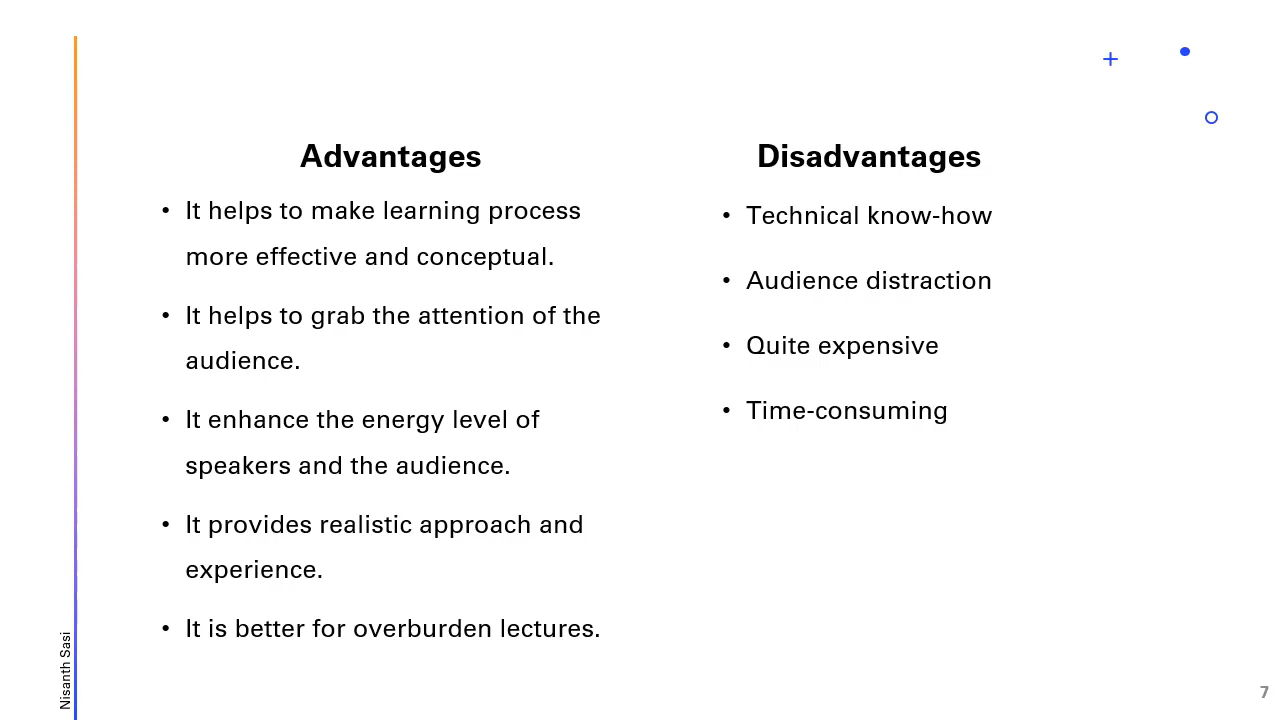 Advantages
• It helps to make learning process
more effective and conceptual.
• It helps to grab the attention of the
audience.
• It enhance the energy level of
speakers and the audience.
• It provides realistic approach and
experience.
• It is better for overburden lectures.
Disadvantages
• Technical know-how
• Audience distraction
• Quite expensive
• Time-consuming
Nisanth Sasi
7